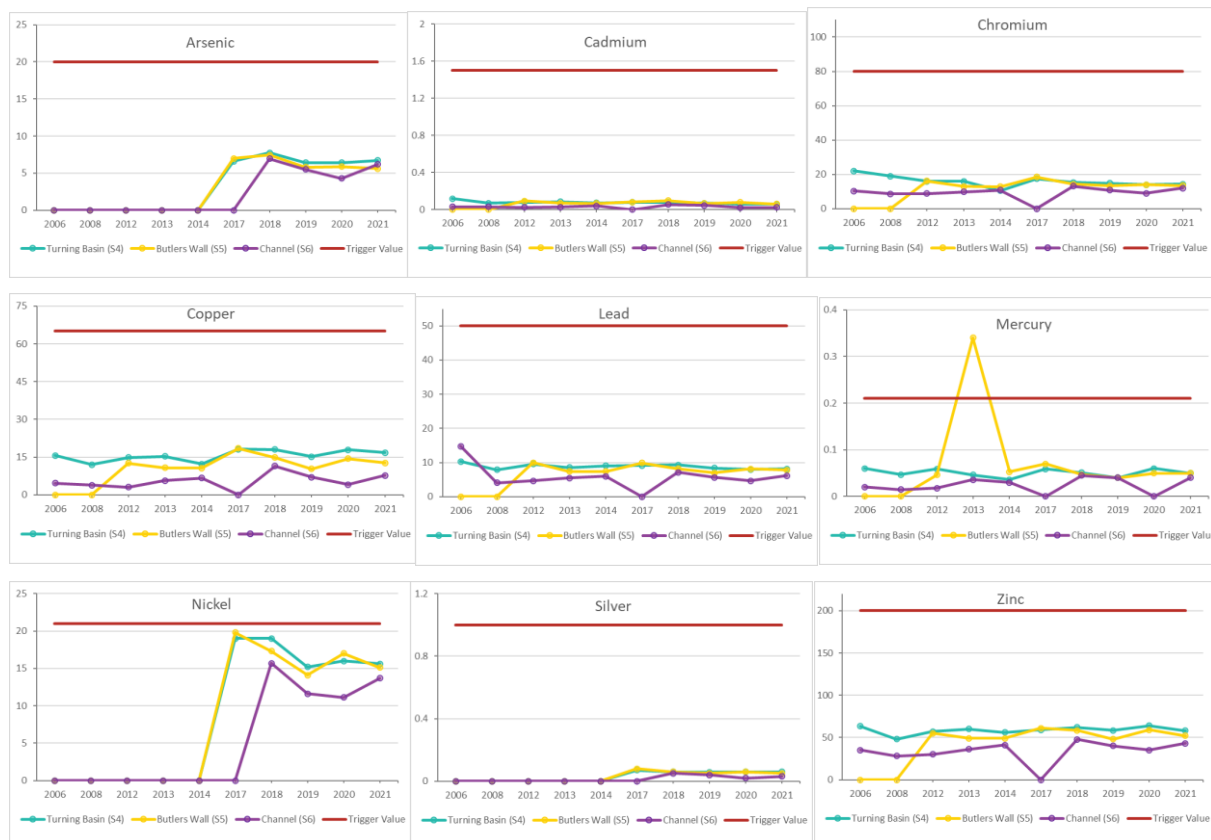 Arsenic
25
20
15
10
5
0
2006 2008 2012 2013 2014 2017 2018 2019 2020 2021
Turning Basin (S4) Butlers Wall (S5) Channel (S6) Trigger Value
Cadmium
2
1.6
1.2
0.8
0.4
0
2006 2008 2012 2013 2014 2017 2018 2019 2020 2021
Turning Basin (S4) Butlers Wall (S5) Channel (S6) Trigger Value
Chromium
100
80
60
40
20
0
2006 2008 2012 2013 2014 2017 2018 2019 2020 2021
Turning Basin (S4) Butlers Wall (S5) Channel (S6) Trigger Value
Copper
75
60
45
30
15
0
2006 2008 2012 2013 2014 2017 2018 2019 2020 2021
Turning Basin (S4) Butlers Wall (S5) Channel (S6) Trigger Value
Lead
50
40
30
20
10
0
2006 2008 2012 2013 2014 2017 2018 2019 2020 2021
Turning Basin (S4) Butlers Wall (S5) Channel (S6) Trigger Value
Mercury
0.4
0.3
0.2
0.1
0
2006 2008 2012 2013 2014 2017 2018 2019 2020 2021
Turning Basin (S4) Butlers Wall (S5) Channel (S6) Trigger Value
Nickel
25
20
15
10
5
0
2006 2008 2012 2013 2014 2017 2018 2019 2020 2021
Turning Basin (S4) Butlers Wall (S5) Channel (S6) Trigger Value
Silver
1.2
0.8
0.4
0
2006 2008 2012 2013 2014 2017 2018 2019 2020 2021
Turning Basin (S4) Butlers Wall (S5) Channel (S6) Trigger Value
Zinc
200
150
100
50
0
2006 2008 2012 2013 2014 2017 2018 2019 2020 2021
Turning Basin (S4) Butlers Wall (S5) Channel (S6) Trigger Value